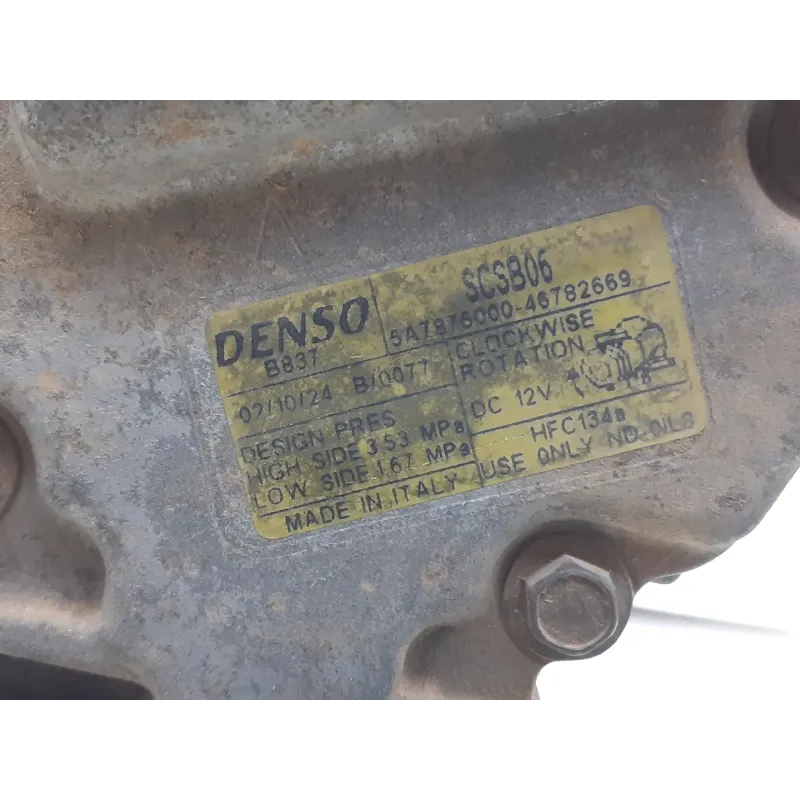 DENSO
B837
SCSB06
5A7875000-46782669
02/10/24 B/0077
CLOCKWISE
ROTATION
DESIGN PRES
HIGH SIDE 3.53 MPa
LOW SIDE 1.67 MPa
DC 12V
HFC134a
MADE IN ITALY
USE ONLY ND OIL8